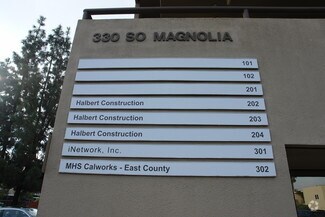 330 SO MAGNOLIA
101
102
201
Halbert Construction 202
Halbert Construction 203
Halbert Construction 204
iNetwork, Inc. 301
MHS Calworks - East County 302